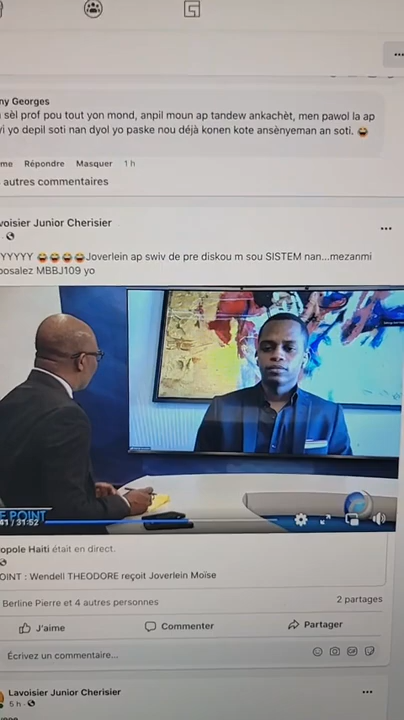 ny Georges
sèl prof pou tout yon mond, anpil moun ap tandew ankachèt, men pawol la ap
vi yo depil soti nan dyol yo paske nou déjà konen kote ansèyeman an soti. 😂
me Répondre Masquer 1 h
autres commentaires
voisier Junior Cherisier
YYYYY 😂😂😂😂Joverlein ap swiv de pre diskou m sou SISTEM nan...mezanmi
posalez MBBJ109 yo
E POINT
41 / 31:52
opole Haiti était en direct.
OINT : Wendell THEODORE reçoit Joverlein Moïse
Berline Pierre et 4 autres personnes
2 partages
J'aime
Commenter
Partager
Écrivez un commentaire...
Lavoisier Junior Cherisier
5 h